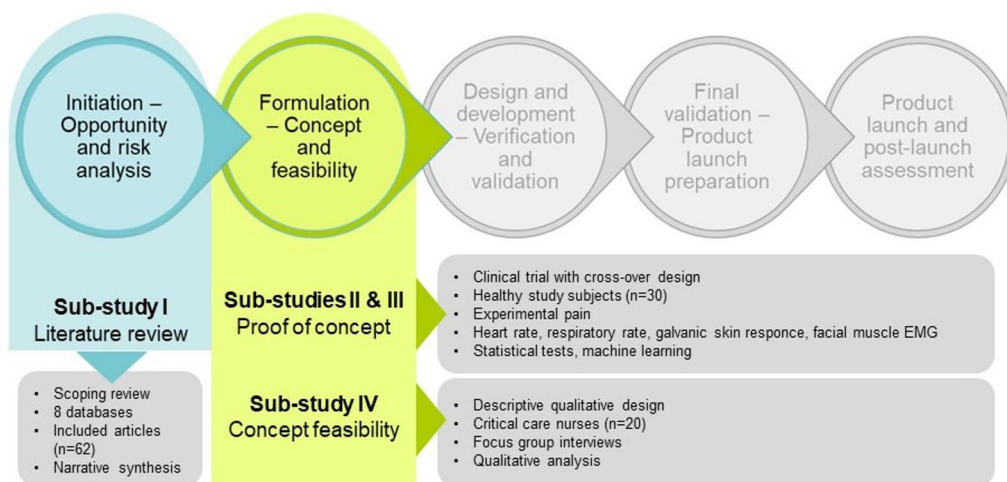 Initiation –
Opportunity
and risk
analysis
Formulation
– Concept
and
feasibility
Design and
development
– Verification
and
validation
Final
validation –
Product
launch
preparation
Product
launch and
post-launch
assessment
Sub-study I
Literature review
• Scoping review
• 8 databases
• Included articles
(n=62)
• Narrative synthesis
Sub-studies II & III
Proof of concept
• Clinical trial with cross-over design
• Healthy study subjects (n=30)
• Experimental pain
• Heart rate, respiratory rate, galvanic skin responce, facial muscle EMG
• Statistical tests, machine learning
Sub-study IV
Concept feasibility
• Descriptive qualitative design
• Critical care nurses (n=20)
• Focus group interviews
• Qualitative analysis